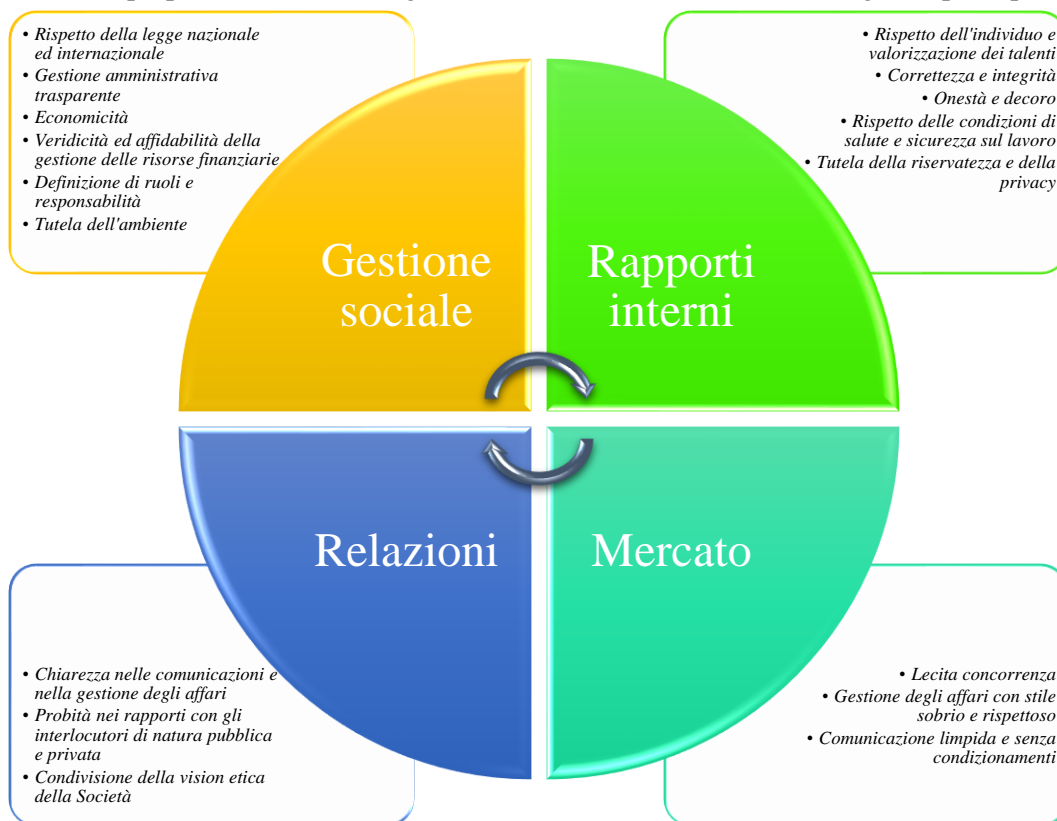 • Rispetto della legge nazionale
ed internazionale
• Gestione amministrativa
trasparente
• Economicità
• Veridicità ed affidabilità della
gestione delle risorse finanziarie
• Definizione di ruoli e
responsabilità
• Tutela dell'ambiente
• Rispetto dell'individuo e
valorizzazione dei talenti
• Correttezza e integrità
• Onestà e decoro
• Rispetto delle condizioni di
salute e sicurezza sul lavoro
• Tutela della riservatezza e della
privacy
Gestione
sociale
Rapporti
interni
Relazioni
Mercato
• Chiarezza nelle comunicazioni e
nella gestione degli affari
• Probità nei rapporti con gli
interlocutori di natura pubblica
e privata
• Condivisione della vision etica
della Società
• Lecita concorrenza
• Gestione degli affari con stile
sobrio e rispettoso
• Comunicazione limpida e senza
condizionamenti